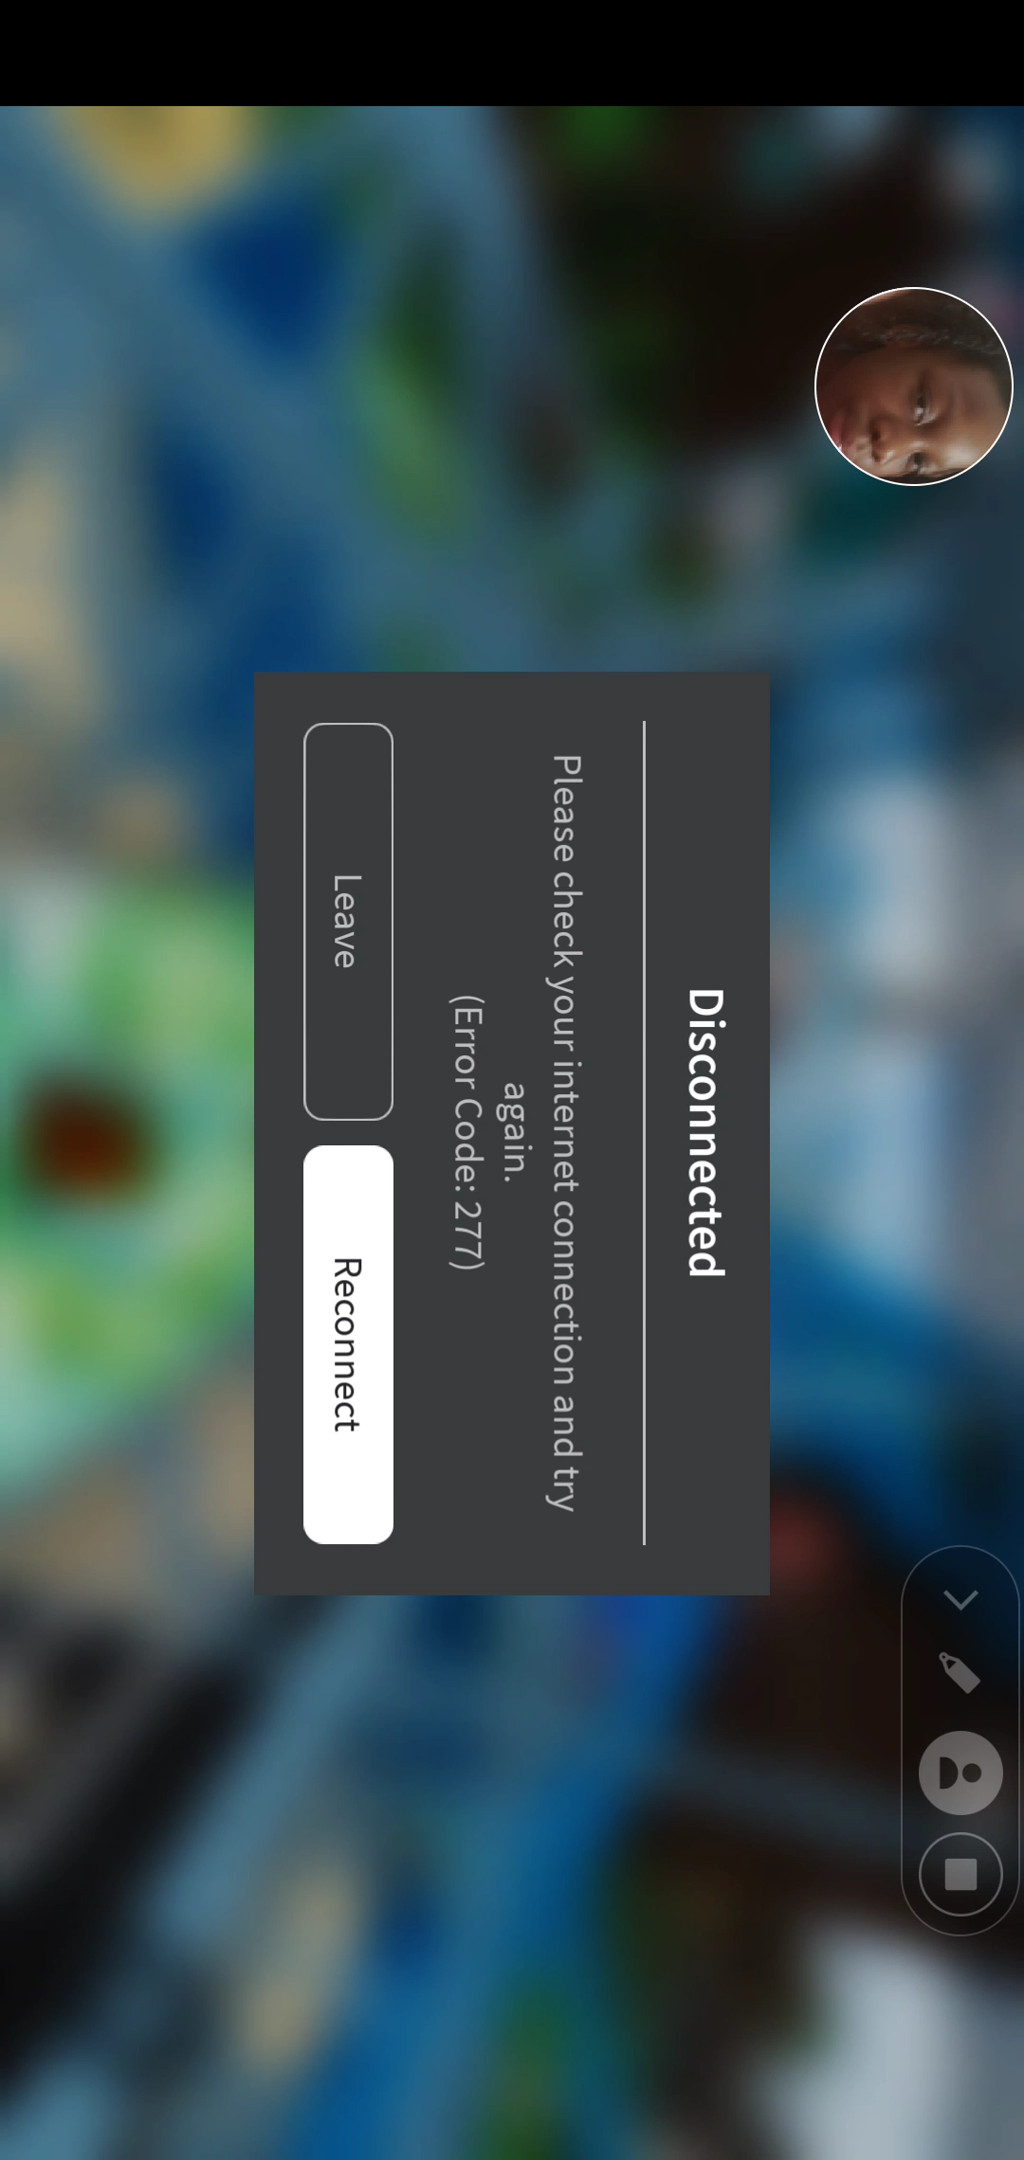 Disconnected
Please check your internet connection and try
again.
(Error Code: 277)
Leave
Reconnect